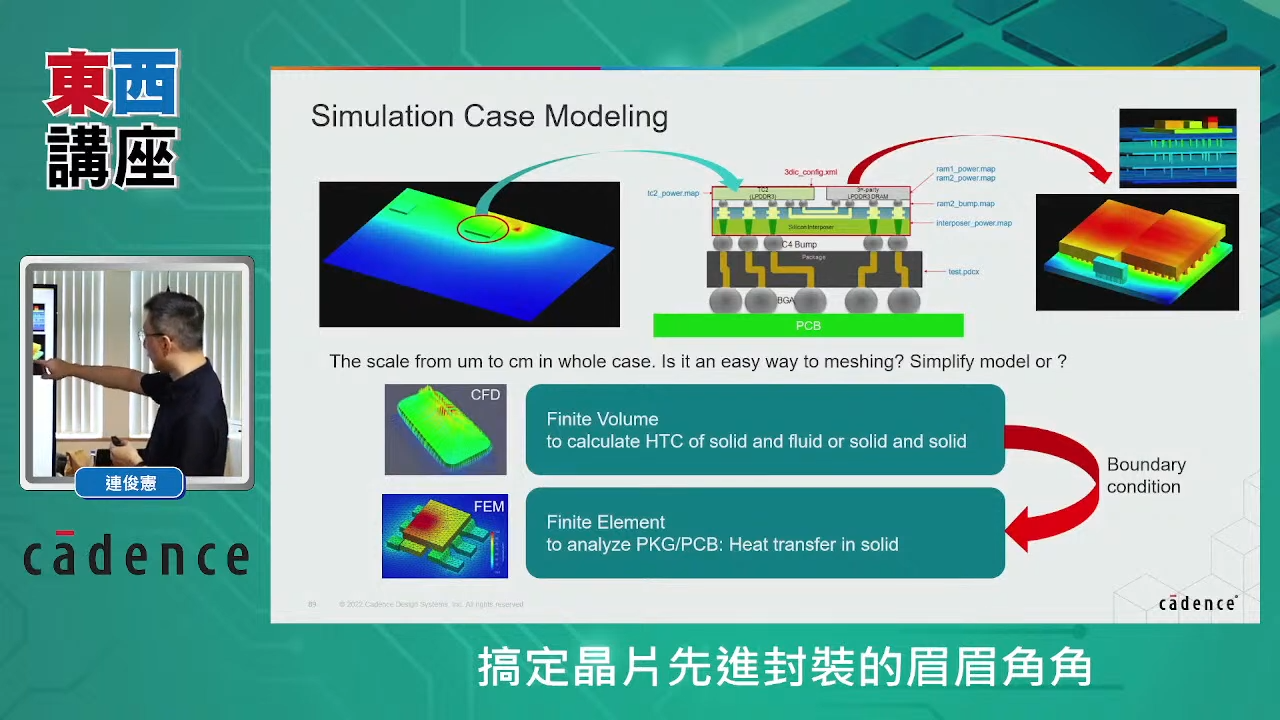 東西
講座
連俊憲
cādence
Simulation Case Modeling
3dic_config.xml
tc2_power.map
TC2
(LPDDR3)
3rd-party
LPDDR3 DRAM
ram1_power.map
ram2_power.map
ram2_bump.map
Silicon Interposer
interposer_power.map
C4 Bump
Package
test.pdcx
BGA
PCB
The scale from um to cm in whole case. Is it an easy way to meshing? Simplify model or ?
CFD
Finite Volume
to calculate HTC of solid and fluid or solid and solid
Boundary
condition
FEM
Finite Element
to analyze PKG/PCB: Heat transfer in solid
89
© 2022 Cadence Design Systems, Inc. All rights reserved
cādence
搞定晶片先進封裝的眉眉角角